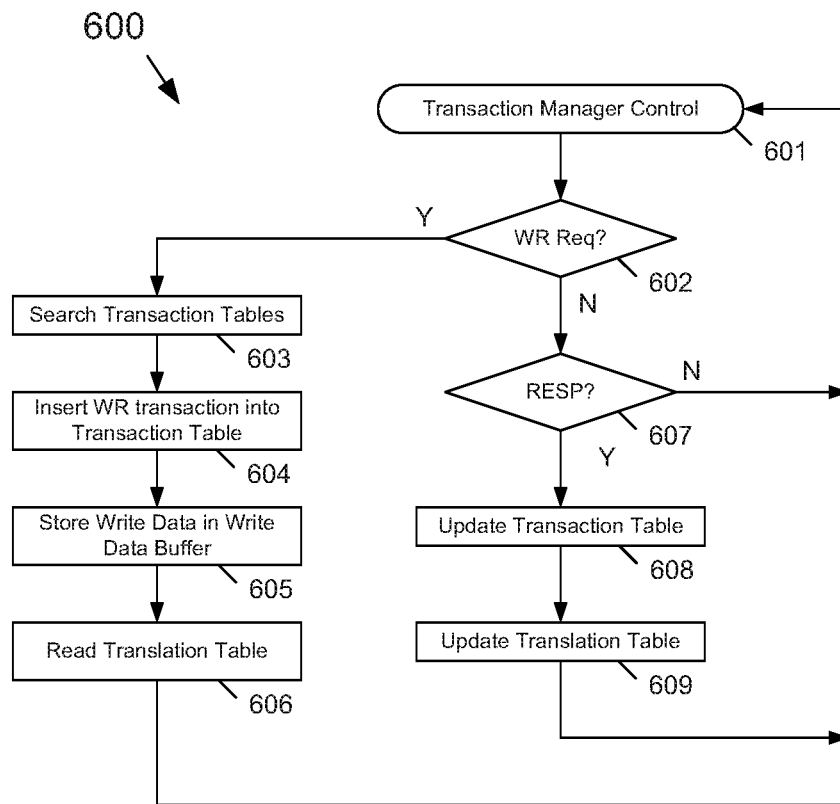 600
Transaction Manager Control
601
Y
WR Req?
602
N
Search Transaction Tables
603
RESP?
N
607
Y
Insert WR transaction into
Transaction Table
604
Store Write Data in Write
Data Buffer
605
Update Transaction Table
608
Read Translation Table
606
Update Translation Table
609